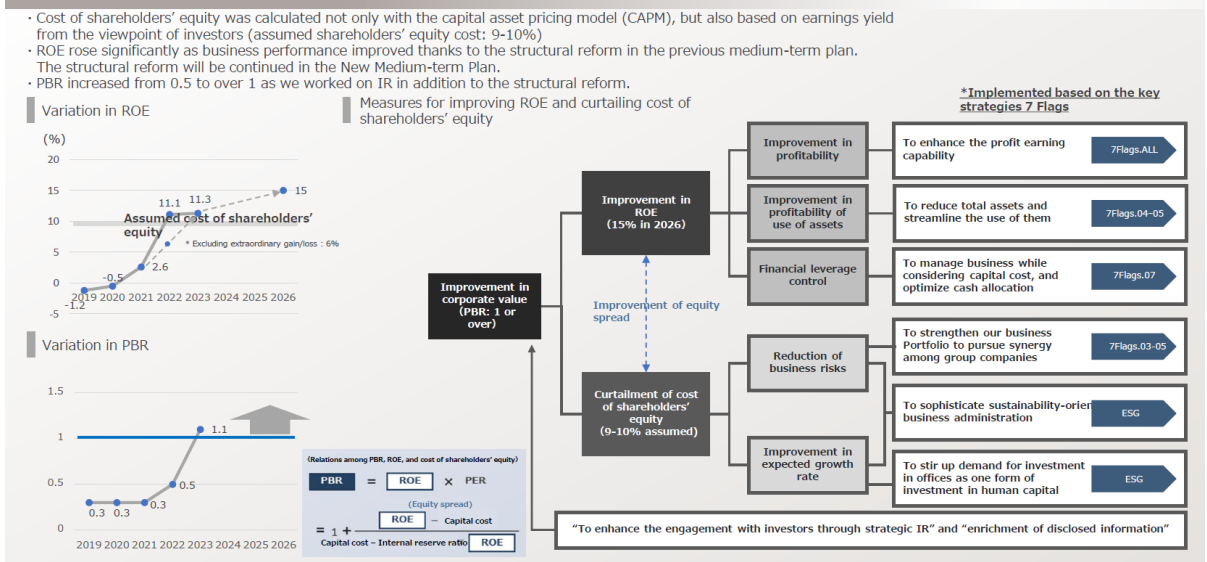 ・Cost of shareholders' equity was calculated not only with the capital asset pricing model (CAPM), but also based on earnings yield
from the viewpoint of investors (assumed shareholders' equity cost: 9-10%)
・ROE rose significantly as business performance improved thanks to the structural reform in the previous medium-term plan.
The structural reform will be continued in the New Medium-term Plan.
・PBR increased from 0.5 to over 1 as we worked on IR in addition to the structural reform.
Variation in ROE
(%)
20
15
10
5
0
-5
-1.2
-0.5
2.6
11.1
11.3
15
Assumed cost of shareholders'
equity
* Excluding extraordinary gain/loss : 6%
2019 2020 2021 2022 2023 2024 2025 2026
Variation in PBR
1.5
1
0.5
0
0.3
0.3
0.3
0.5
1.1
2019 2020 2021 2022 2023 2024 2025 2026
Measures for improving ROE and curtailing cost of
shareholders' equity
*Implemented based on the key
strategies 7 Flags
Improvement in
corporate value
(PBR: 1 or
over)
Improvement in
ROE
(15% in 2026)
Improvement of equity
spread
Curtailment of cost
of shareholders'
equity
(9-10% assumed)
Improvement in
profitability
To enhance the profit earning
capability
7Flags.ALL
Improvement in
profitability of
use of assets
To reduce total assets and
streamline the use of them
7Flags.04-05
Financial leverage
control
To manage business while
considering capital cost, and
optimize cash allocation
7Flags.07
Reduction of
business risks
To strengthen our business
Portfolio to pursue synergy
among group companies
7Flags.03-05
To sophisticate sustainability-orien
business administration
ESG
Improvement in
expected growth
rate
To stir up demand for investment
in offices as one form of
investment in human capital
ESG
(Relations among PBR, ROE, and cost of shareholders' equity)
PBR = ROE × PER
(Equity spread)
ROE − Capital cost
= 1 +
Capital cost − Internal reserve ratio ROE
"To enhance the engagement with investors through strategic IR" and "enrichment of disclosed information"